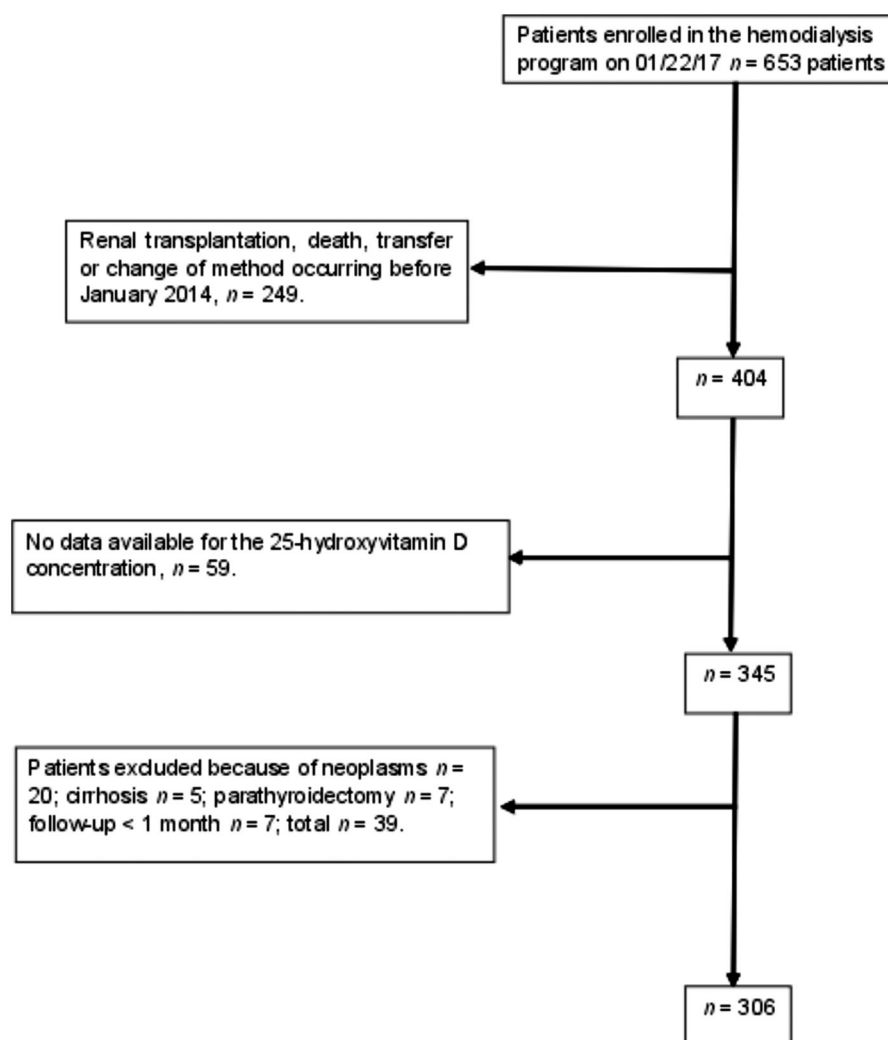 Patients enrolled in the hemodialysis
program on 01/22/17 n = 653 patients
Renal transplantation, death, transfer
or change of method occurring before
January 2014, n = 249.
n = 404
No data available for the 25-hydroxyvitamin D
concentration, n = 59.
n = 345
Patients excluded because of neoplasms n =
20; cirrhosis n = 5; parathyroidectomy n = 7;
follow-up < 1 month n = 7; total n = 39.
n = 306